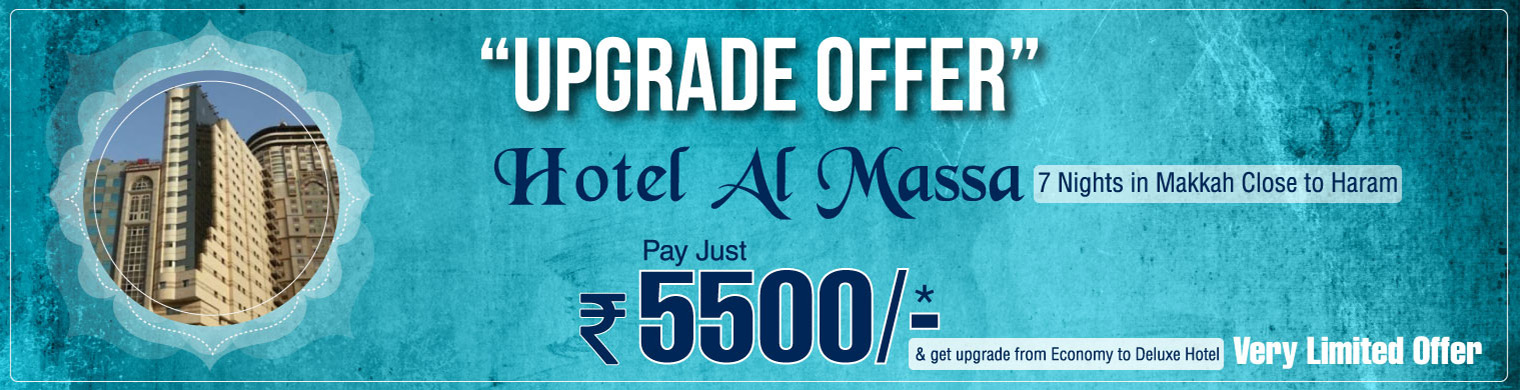 “UPGRADE OFFER”
Hotel Al Massa 7 Nights in Makkah Close to Haram
Pay Just
₹ 5500/-*
& get upgrade from Economy to Deluxe Hotel Very Limited Offer